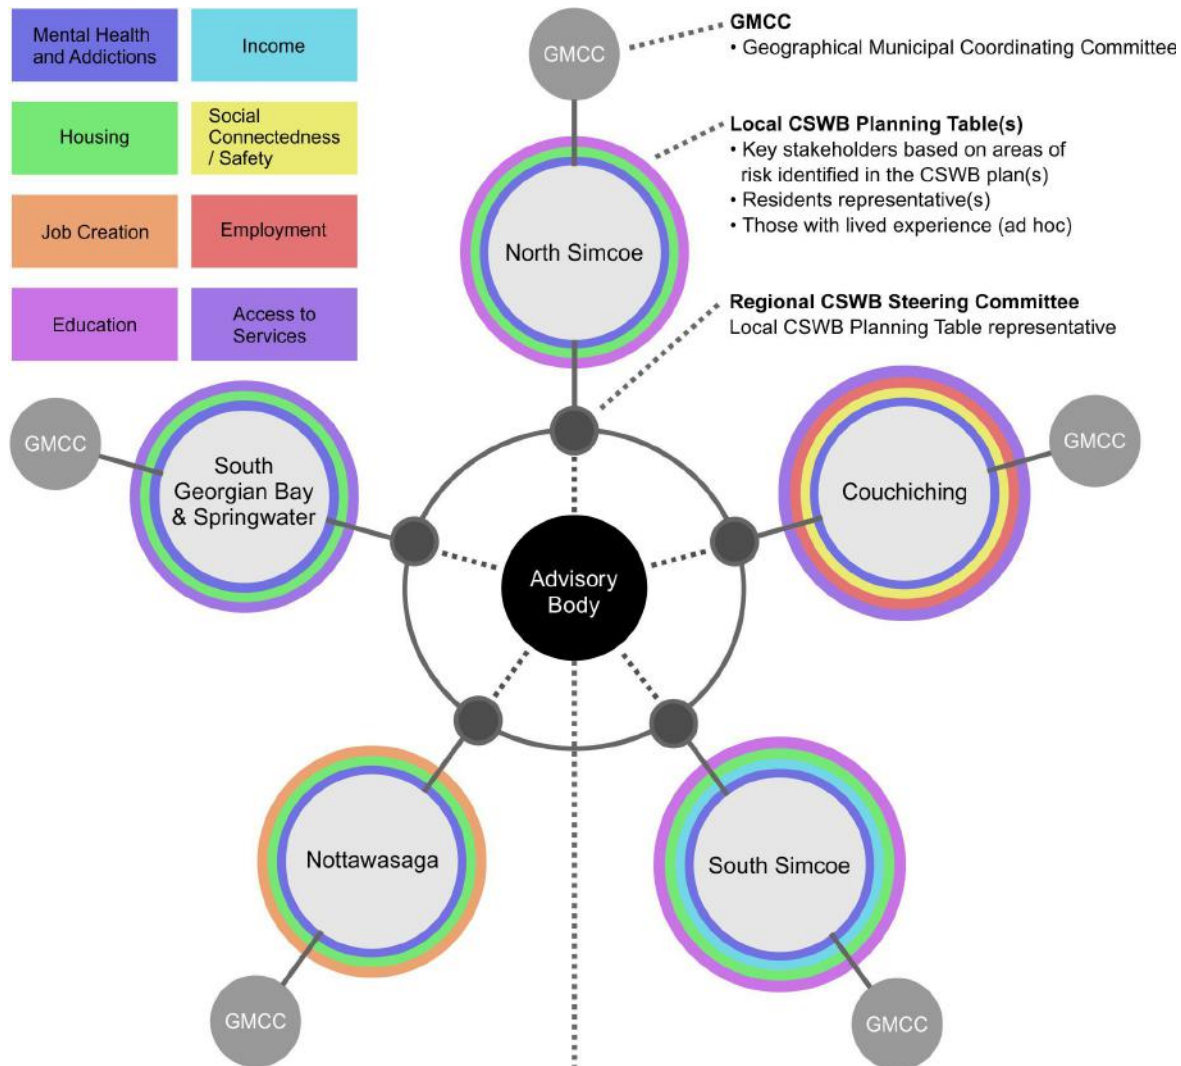 Mental Health
and Addictions
Income
Housing
Social
Connectedness
/ Safety
Job Creation
Employment
Education
Access to
Services
GMCC
GMCC
• Geographical Municipal Coordinating Committee
Local CSWB Planning Table(s)
• Key stakeholders based on areas of
risk identified in the CSWB plan(s)
• Residents representative(s)
• Those with lived experience (ad hoc)
North Simcoe
Regional CSWB Steering Committee
Local CSWB Planning Table representative
GMCC
South
Georgian Bay
& Springwater
Couchiching
GMCC
Advisory
Body
Nottawasaga
South Simcoe
GMCC
GMCC